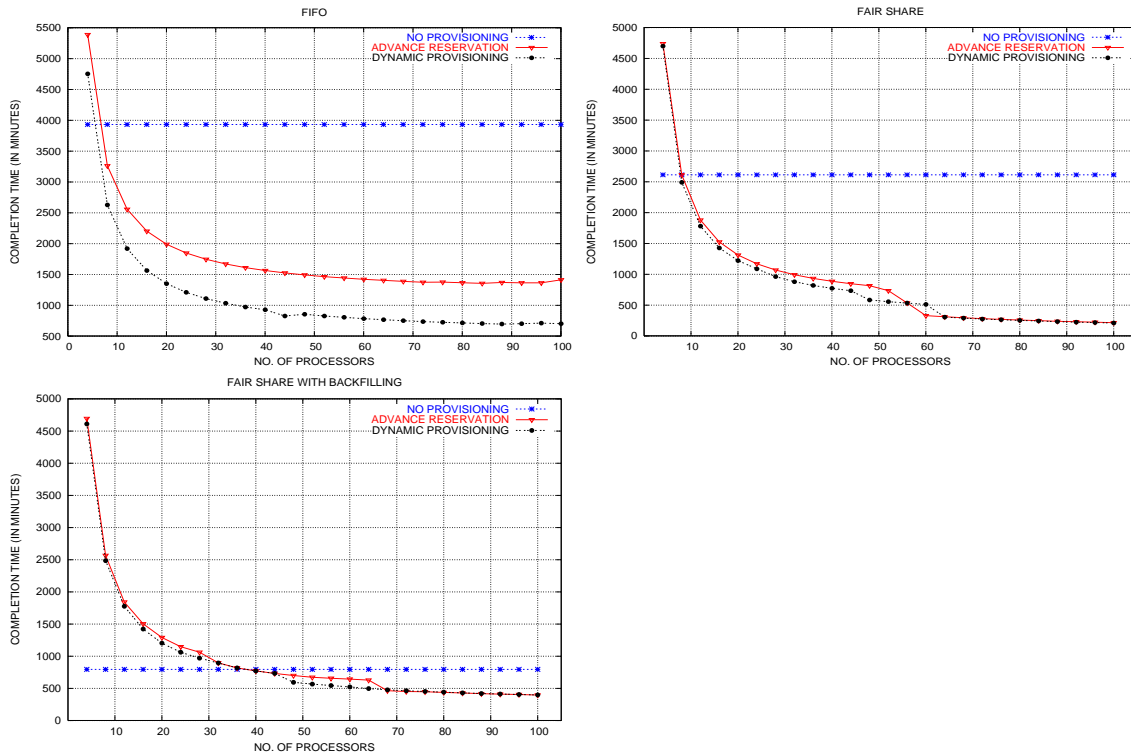 FIFO
5500
5000
4500
4000
3500
3000
2500
2000
1500
1000
500
0 10 20 30 40 50 60 70 80 90 100
NO. OF PROCESSORS
COMPLETION TIME (IN MINUTES)
NO PROVISIONING
ADVANCE RESERVATION
DYNAMIC PROVISIONING
FAIR SHARE
5000
4500
4000
3500
3000
2500
2000
1500
1000
500
0
0 10 20 30 40 50 60 70 80 90 100
NO. OF PROCESSORS
COMPLETION TIME (IN MINUTES)
NO PROVISIONING
ADVANCE RESERVATION
DYNAMIC PROVISIONING
FAIR SHARE WITH BACKFILLING
5000
4500
4000
3500
3000
2500
2000
1500
1000
500
0
10 20 30 40 50 60 70 80 90 100
NO. OF PROCESSORS
COMPLETION TIME (IN MINUTES)
NO PROVISIONING
ADVANCE RESERVATION
DYNAMIC PROVISIONING